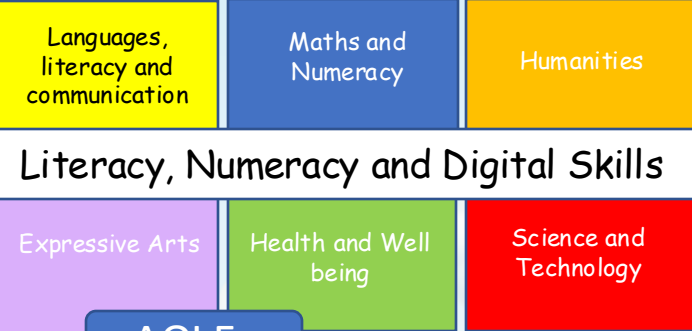 Languages,
literacy and
communication
Maths and
Numeracy
Humanities
Literacy, Numeracy and Digital Skills
Expressive Arts
Health and Well
being
Science and
Technology